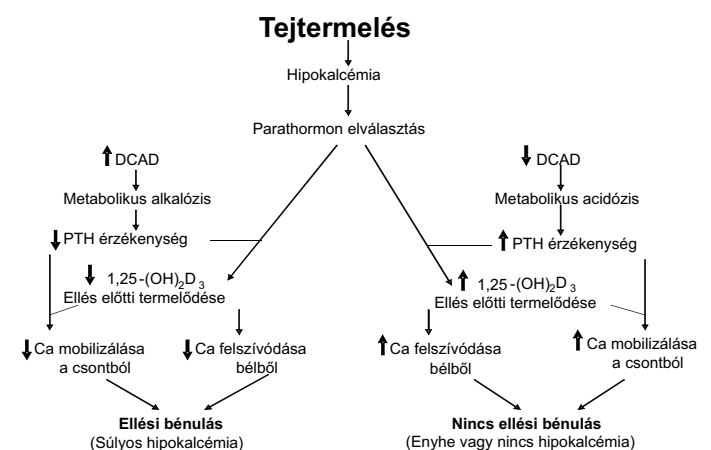 Tejtermelés
Hipokalcémia
Parathormon elválasztás
DCAD
Metabolikus alkalózis
PTH érzékenység
1,25-(OH)₂D₃
Ellés előtti termelődése
Ca mobilizálása
a csontból
Ca felszívódása
bélből
Ellési bénulás
(Súlyos hipokalcémia)
DCAD
Metabolikus acidózis
PTH érzékenység
1,25-(OH)₂D₃
Ellés előtti termelődése
Ca felszívódása
bélből
Ca mobilizálása
a csontból
Nincs ellési bénulás
(Enyhe vagy nincs hipokalcémia)